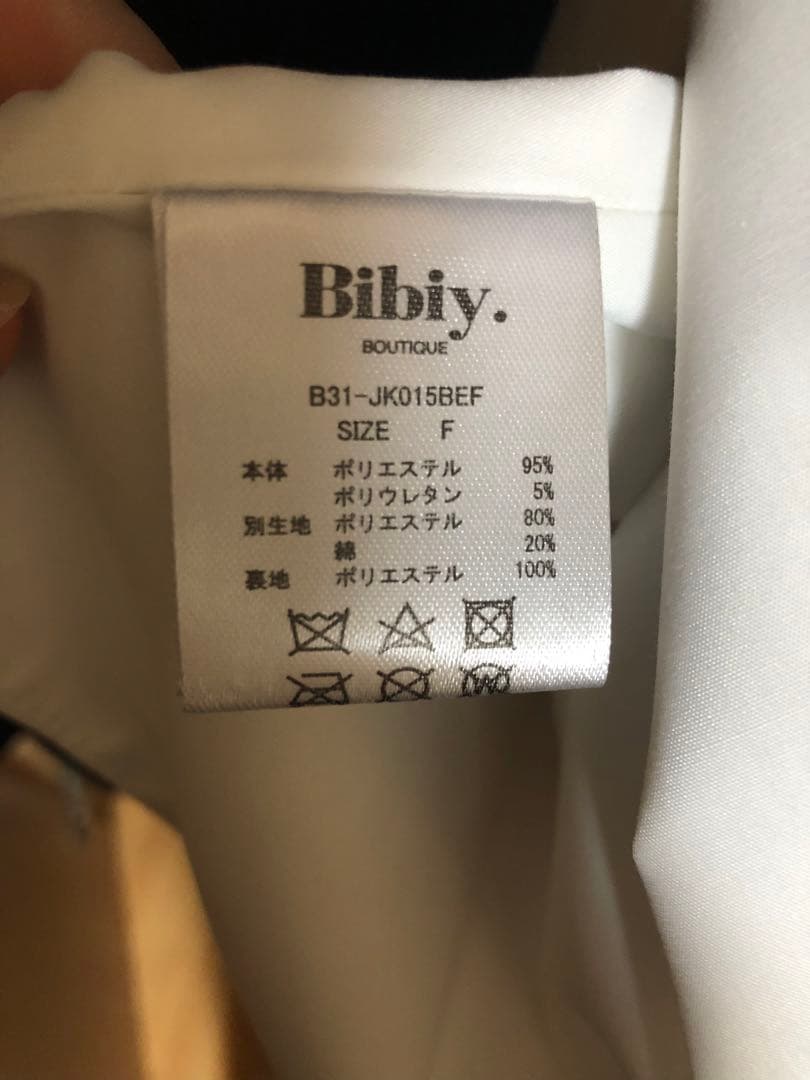 Bibiy.
BOUTIQUE
B31-JK015BEF
SIZE F
本体 ポリエステル 95%
ポリウレタン 5%
別生地 ポリエステル 80%
綿 20%
裏地 ポリエステル 100%
W